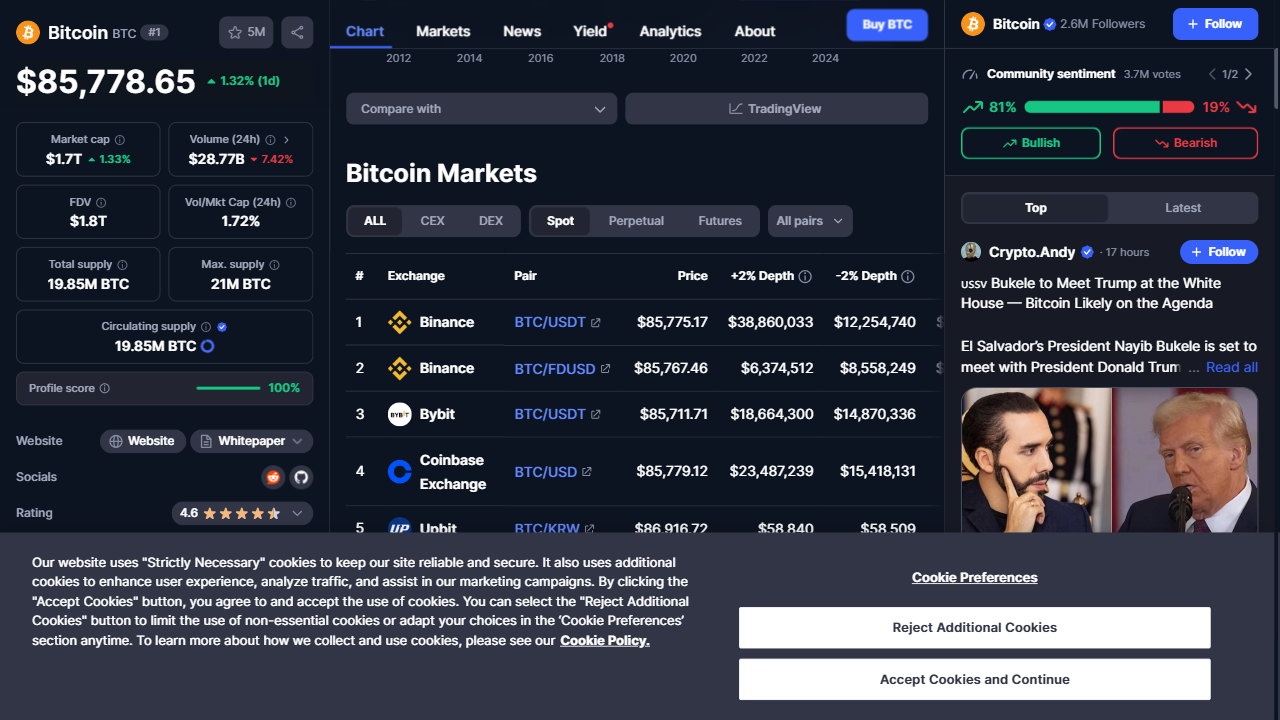 Bitcoin BTC #1
5M
$85,778.65 1.32% (1d)
Market cap
$1.7T 1.33%
Volume (24h)
$28.77B 7.42%
FDV
$1.8T
Vol/Mkt Cap (24h)
1.72%
Total supply
19.85M BTC
Max. supply
21M BTC
Circulating supply
19.85M BTC
Profile score 100%
Website Website Whitepaper
Socials
Rating 4.6
Chart Markets News Yield Analytics About Buy BTC
2012 2014 2016 2018 2020 2022 2024
Compare with TradingView
Bitcoin Markets
ALL CEX DEX Spot Perpetual Futures All pairs
# Exchange Pair Price +2% Depth -2% Depth
1 Binance BTC/USDT $85,775.17 $38,860,033 $12,254,740 $
2 Binance BTC/FDUSD $85,767.46 $6,374,512 $8,558,249 $
3 BYBIT Bybit BTC/USDT $85,711.71 $18,664,300 $14,870,336
4 Coinbase Exchange BTC/USD $85,779.12 $23,487,239 $15,418,131
5 UP Upbit BTC/KRW $86,916.72 $58,840 $58,509
Bitcoin 2.6M Followers + Follow
Community sentiment 3.7M votes 1/2
81% 19%
Bullish Bearish
Top Latest
Crypto.Andy · 17 hours + Follow
ussv Bukele to Meet Trump at the White
House — Bitcoin Likely on the Agenda
El Salvador’s President Nayib Bukele is set to
meet with President Donald Trum ... Read all
Our website uses "Strictly Necessary" cookies to keep our site reliable and secure. It also uses additional
cookies to enhance user experience, analyze traffic, and assist in our marketing campaigns. By clicking the
"Accept Cookies" button, you agree to and accept the use of cookies. You can select the "Reject Additional
Cookies" button to limit the use of non-essential cookies or adapt your choices in the ‘Cookie Preferences’
section anytime. To learn more about how we collect and use cookies, please see our Cookie Policy.
Cookie Preferences
Reject Additional Cookies
Accept Cookies and Continue